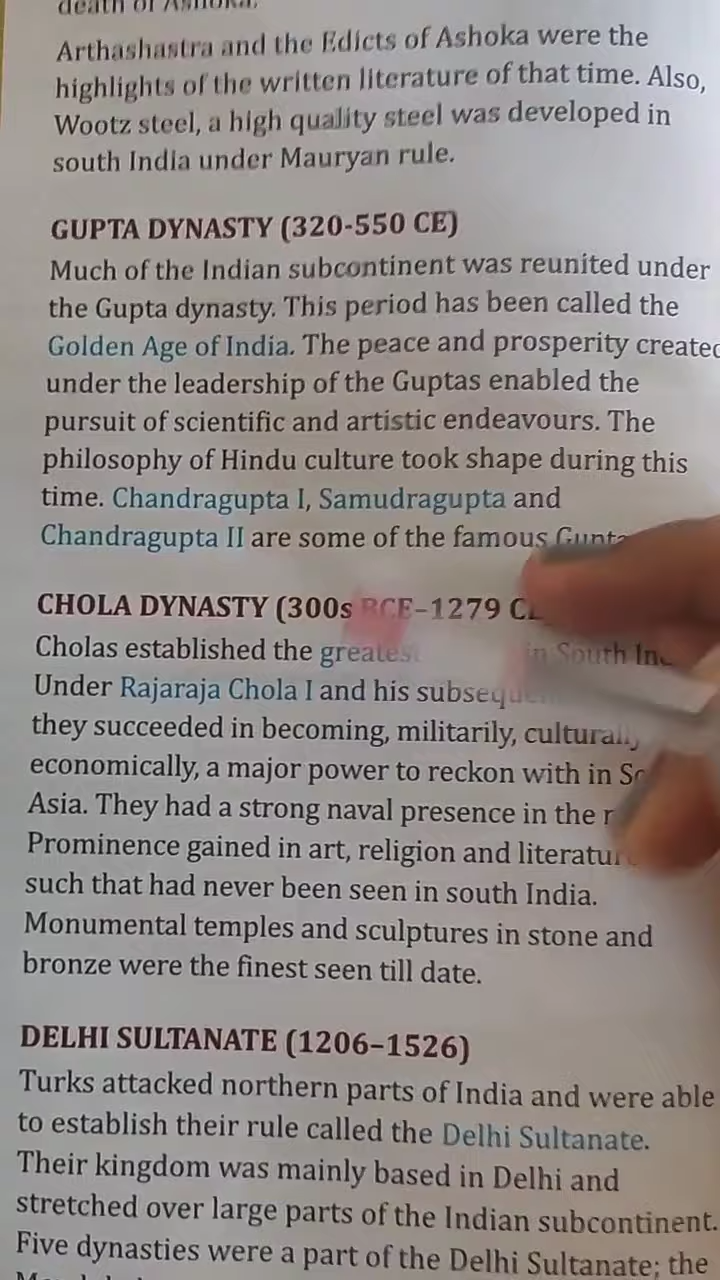 death of Ashoka.
Arthashastra and the Edicts of Ashoka were the
highlights of the written literature of that time. Also,
Wootz steel, a high quality steel was developed in
south India under Mauryan rule.
GUPTA DYNASTY (320-550 CE)
Much of the Indian subcontinent was reunited under
the Gupta dynasty. This period has been called the
Golden Age of India. The peace and prosperity created
under the leadership of the Guptas enabled the
pursuit of scientific and artistic endeavours. The
philosophy of Hindu culture took shape during this
time. Chandragupta I, Samudragupta and
Chandragupta II are some of the famous Gupta
CHOLA DYNASTY (300s BCE–1279 CE
Cholas established the greatest in South
Under Rajaraja Chola I and his
they succeeded in becoming, militarily, culturally
economically, a major power to reckon with in
Asia. They had a strong naval presence in the
Prominence gained in art, religion and
such that had never been seen in south India.
Monumental temples and sculptures in stone and
bronze were the finest seen till date.
DELHI SULTANATE (1206–1526)
Turks attacked northern parts of India and were able
to establish their rule called the Delhi Sultanate.
Their kingdom was mainly based in Delhi and
stretched over large parts of the Indian subcontinent.
Five dynasties were a part of the Delhi Sultanate; the